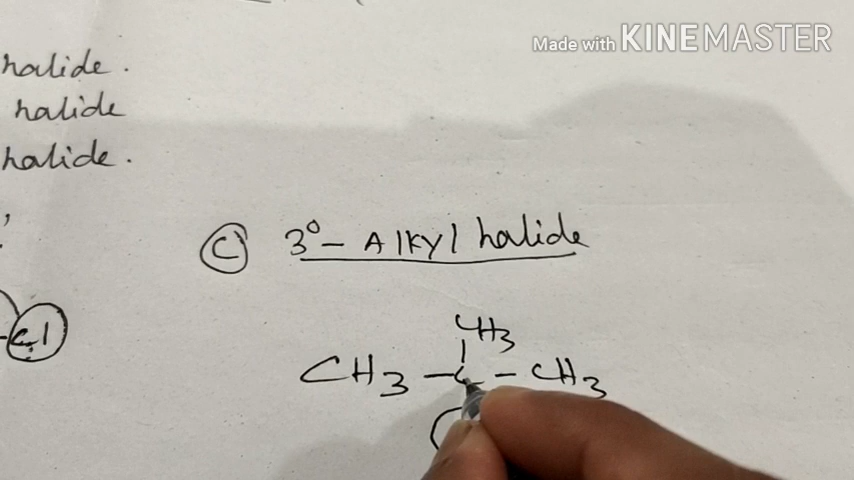 Made with KINEMASTER
halide.
halide
halide.
,
C 3° - Alkyl halide
CH3
CH3 - C - CH3